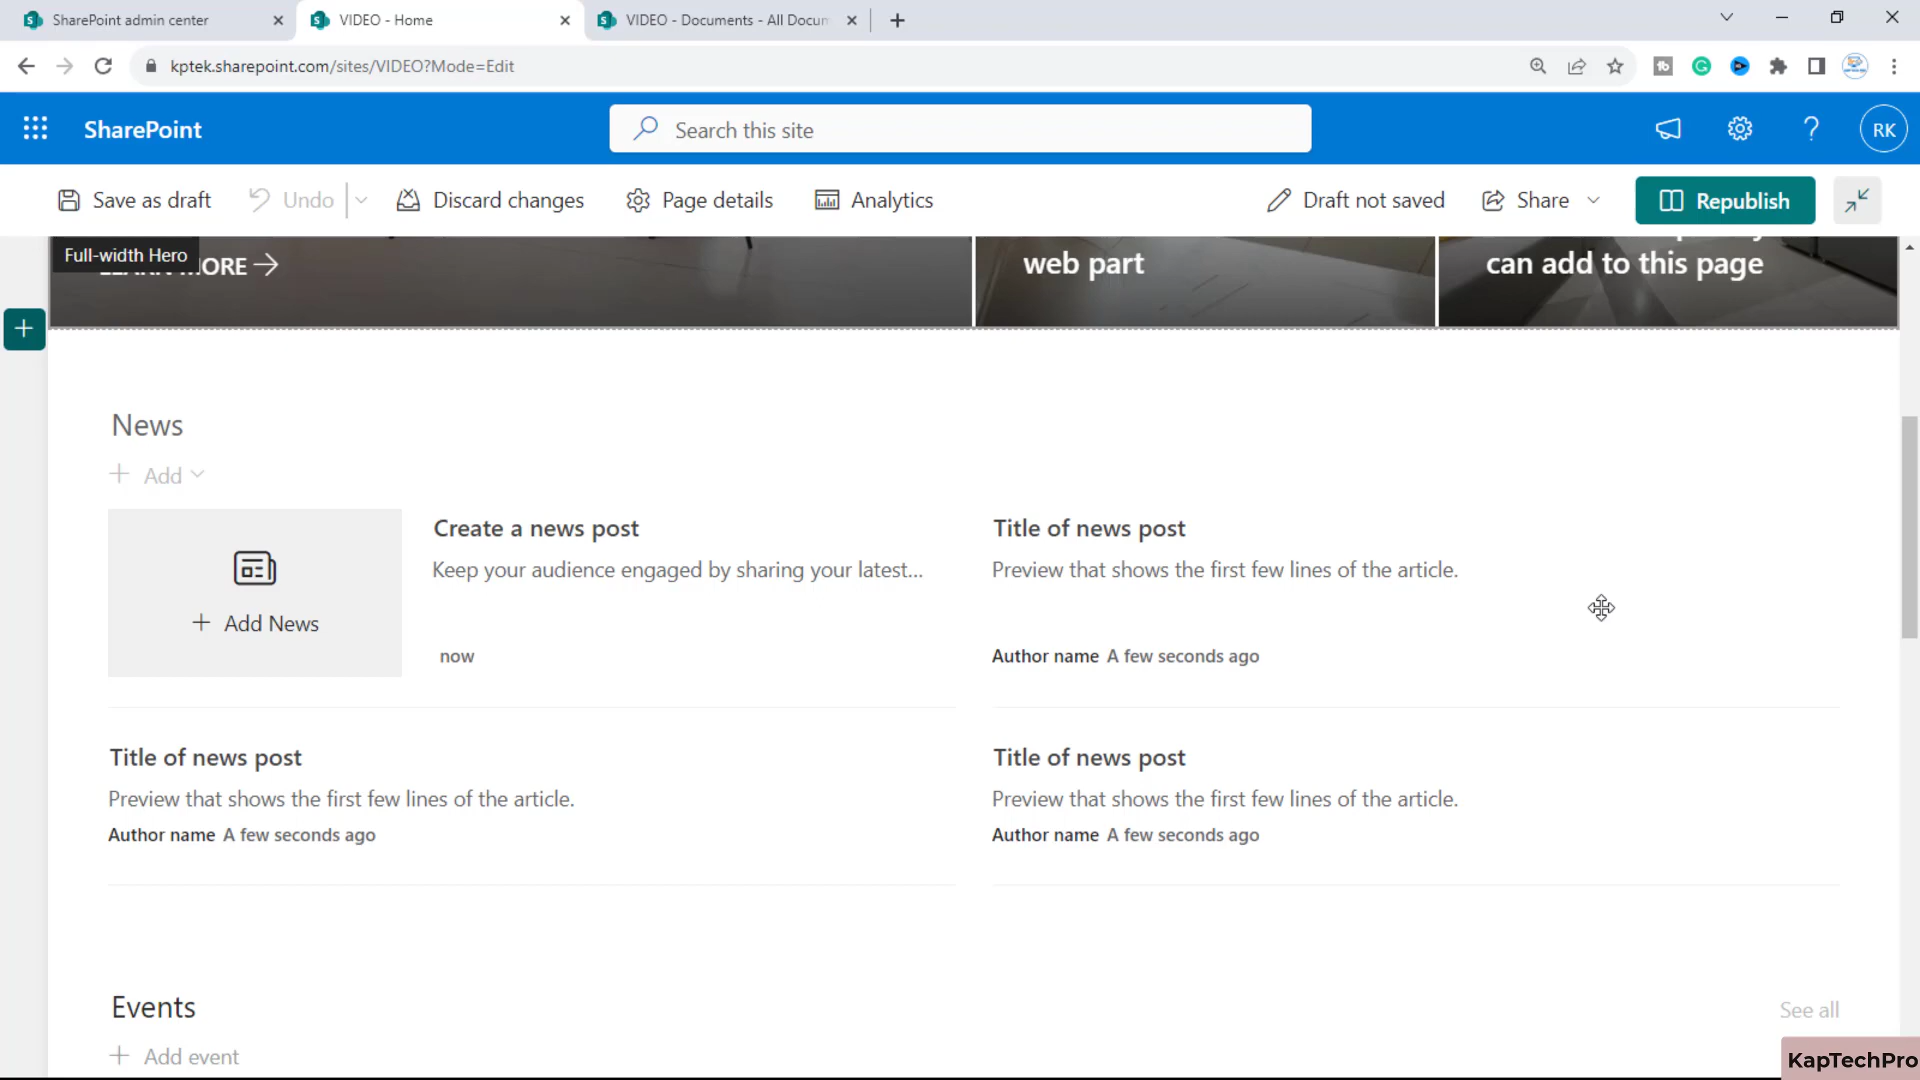 SharePoint admin center
VIDEO - Home
VIDEO - Documents - All Docum
kptek.sharepoint.com/sites/VIDEO?Mode=Edit
SharePoint
Search this site
RK
Save as draft
Undo
Discard changes
Page details
Analytics
Draft not saved
Share
Republish
Full-width Hero
LEARN MORE
web part
can add to this page
News
+ Add
Create a news post
Keep your audience engaged by sharing your latest...
now
+ Add News
Title of news post
Preview that shows the first few lines of the article.
Author name A few seconds ago
Title of news post
Preview that shows the first few lines of the article.
Author name A few seconds ago
Title of news post
Preview that shows the first few lines of the article.
Author name A few seconds ago
Events
See all
+ Add event
KapTechPro